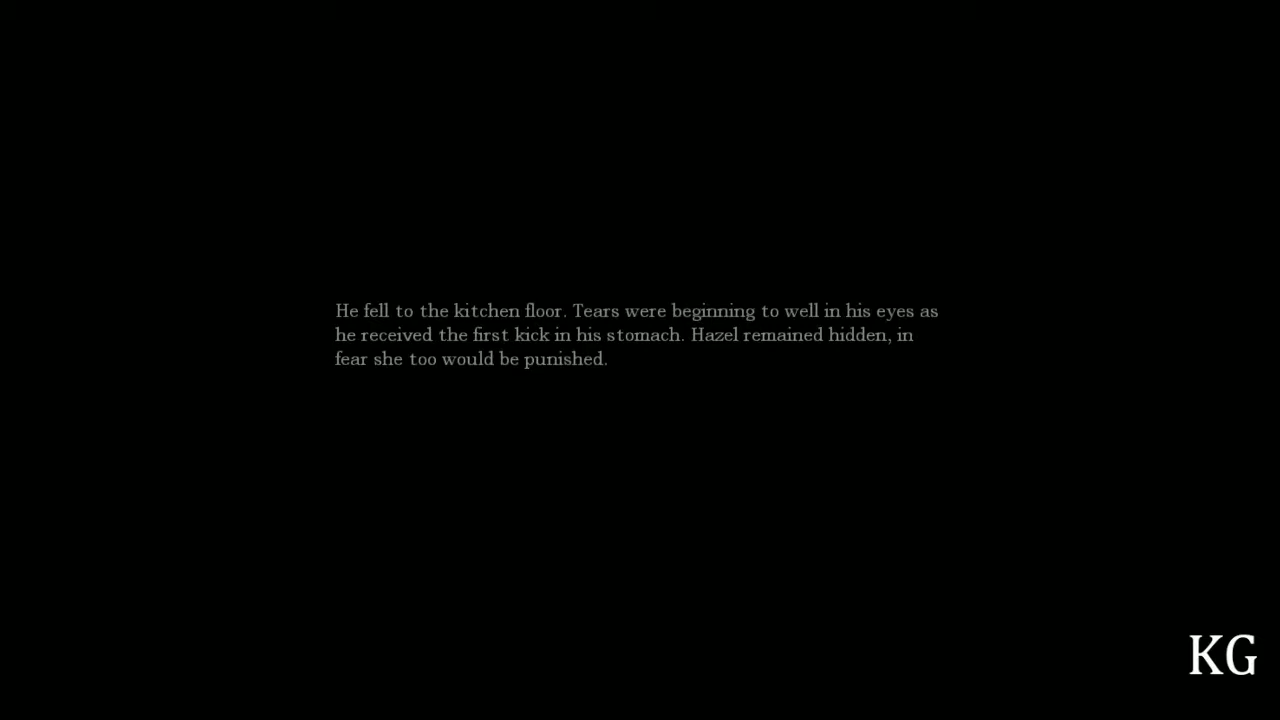 He fell to the kitchen floor. Tears were beginning to well in his eyes as
he received the first kick in his stomach. Hazel remained hidden, in
fear she too would be punished.
KG